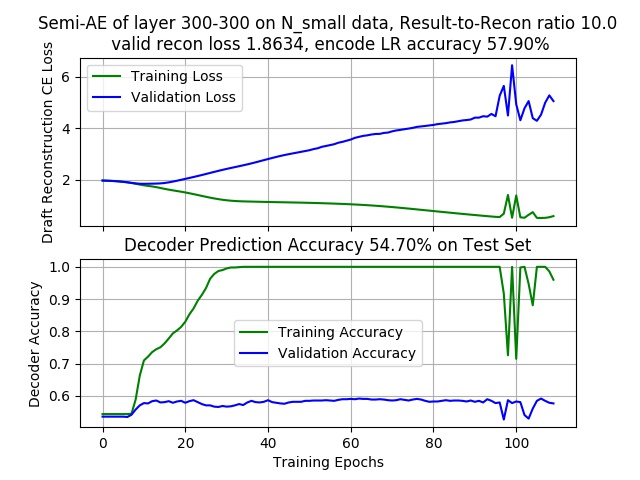 Semi-AE of layer 300-300 on N_small data, Result-to-Recon ratio 10.0
valid recon loss 1.8634, encode LR accuracy 57.90%
Draft Reconstruction CE Loss
6
4
2
Training Loss
Validation Loss
Decoder Prediction Accuracy 54.70% on Test Set
Decoder Accuracy
1.0
0.9
0.8
0.7
0.6
Training Accuracy
Validation Accuracy
0 20 40 60 80 100
Training Epochs